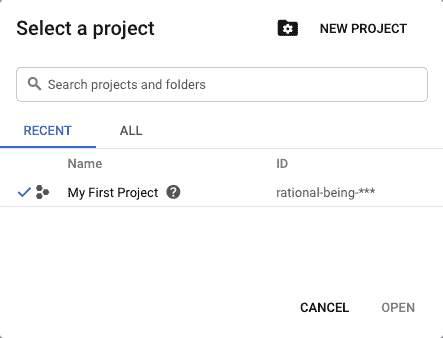 Select a project
NEW PROJECT
Search projects and folders
RECENT ALL
Name ID
My First Project ? rational-being-***
CANCEL OPEN